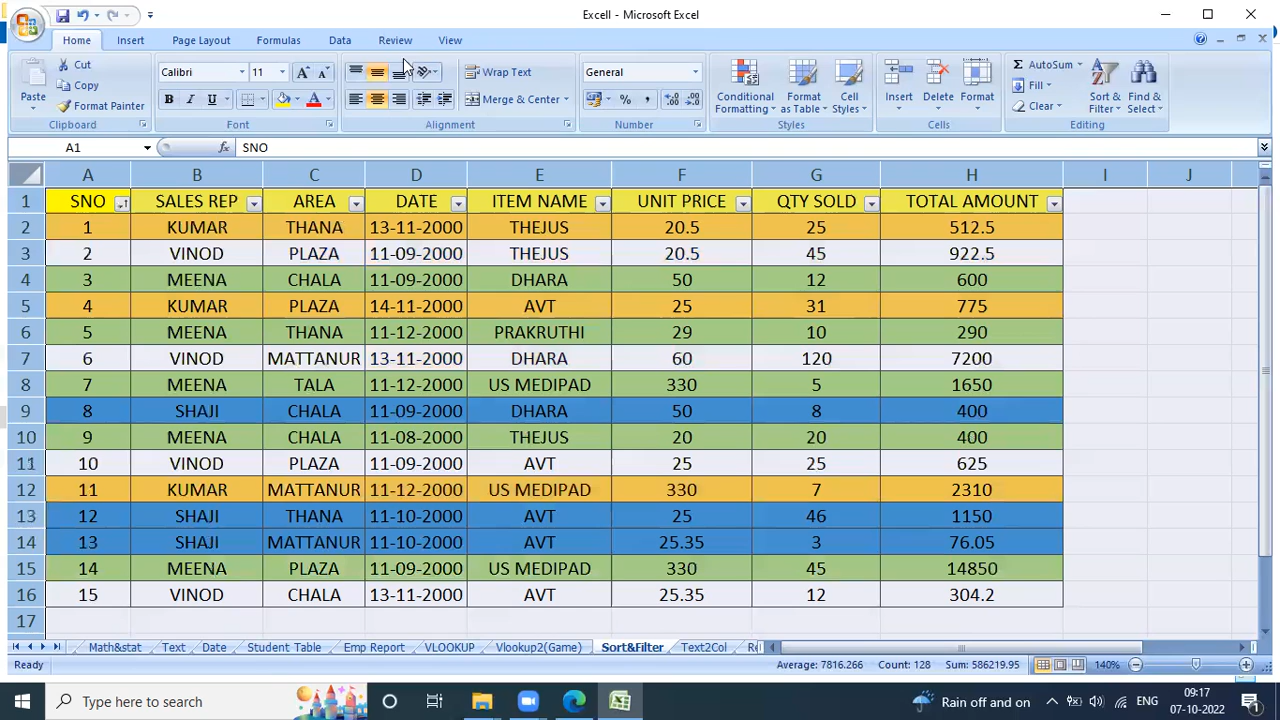 Excell - Microsoft Excel
Home Insert Page Layout Formulas Data Review View
Paste Cut Copy Format Painter Clipboard
Calibri 11 B I U A Font
Wrap Text Merge & Center Alignment
General % , Number
Conditional Formatting Format as Table Cell Styles Styles
Insert Delete Format Cells
Σ AutoSum Fill Clear Sort & Filter Find & Select Editing
A1 fx SNO
A B C D E F G H I J
1 SNO SALES REP AREA DATE ITEM NAME UNIT PRICE QTY SOLD TOTAL AMOUNT
2 1 KUMAR THANA 13-11-2000 THEJUS 20.5 25 512.5
3 2 VINOD PLAZA 11-09-2000 THEJUS 20.5 45 922.5
4 3 MEENA CHALA 11-09-2000 DHARA 50 12 600
5 4 KUMAR PLAZA 14-11-2000 AVT 25 31 775
6 5 MEENA THANA 11-12-2000 PRAKRUTHI 29 10 290
7 6 VINOD MATTANUR 13-11-2000 DHARA 60 120 7200
8 7 MEENA TALA 11-12-2000 US MEDIPAD 330 5 1650
9 8 SHAJI CHALA 11-09-2000 DHARA 50 8 400
10 9 MEENA CHALA 11-08-2000 THEJUS 20 20 400
11 10 VINOD PLAZA 11-09-2000 AVT 25 25 625
12 11 KUMAR MATTANUR 11-12-2000 US MEDIPAD 330 7 2310
13 12 SHAJI THANA 11-10-2000 AVT 25 46 1150
14 13 SHAJI MATTANUR 11-10-2000 AVT 25.35 3 76.05
15 14 MEENA PLAZA 11-09-2000 US MEDIPAD 330 45 14850
16 15 VINOD CHALA 13-11-2000 AVT 25.35 12 304.2
17
Math&stat Text Date Student Table Emp Report VLOOKUP Vlookup2(Game) Sort&Filter Text2Col
Ready Average: 7816.266 Count: 128 Sum: 586219.95 140%
Type here to search Rain off and on ENG 09:17
07-10-2022